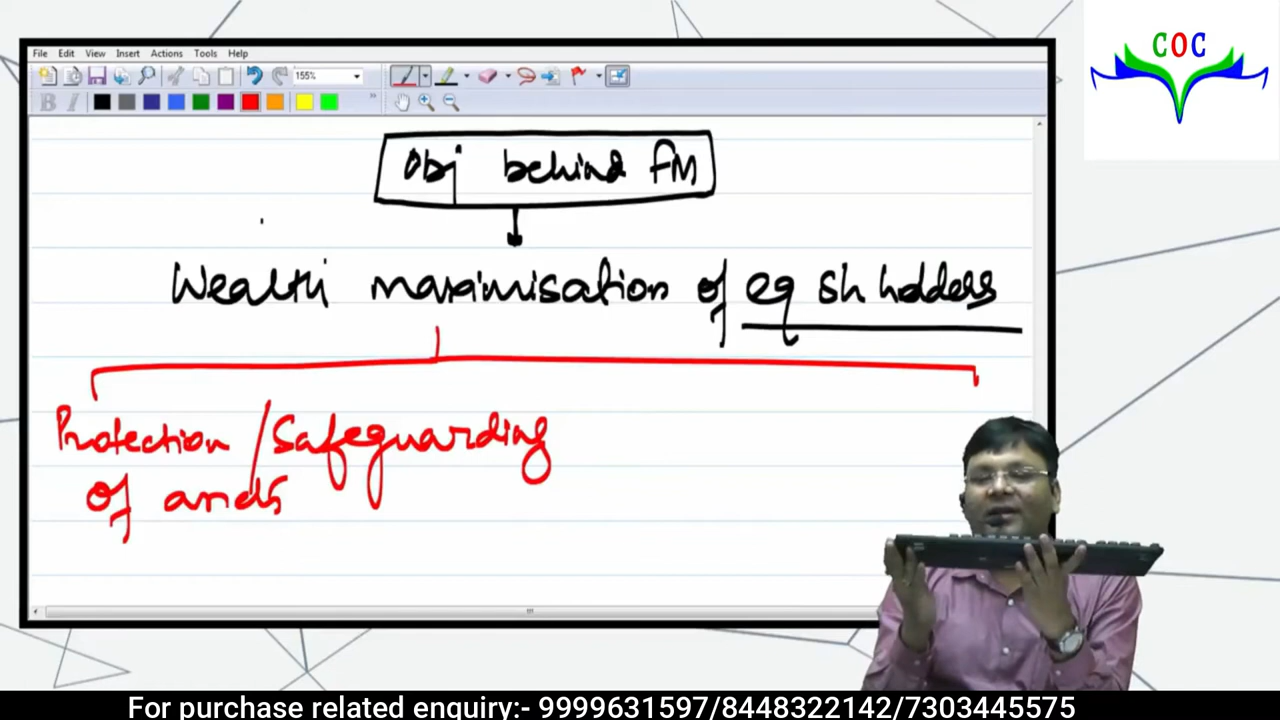 COC
File Edit View Insert Actions Tools Help
155%
B I
Obj behind FM
Wealth maximisation of eq sh holders
Protection / Safeguarding
of assets
For purchase related enquiry:- 9999631597/8448322142/7303445575